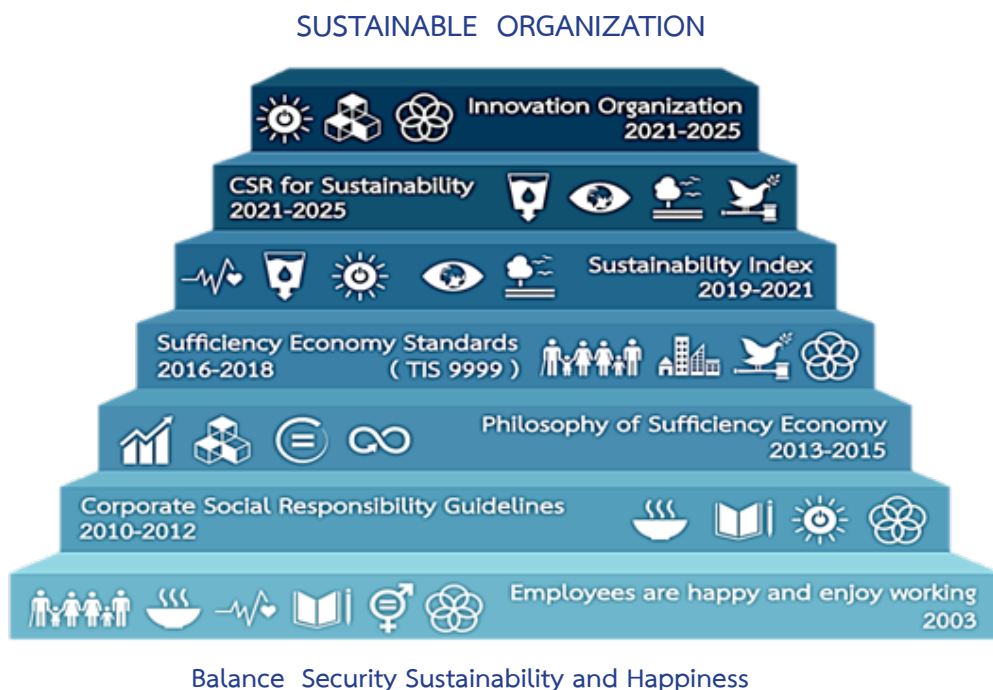 SUSTAINABLE ORGANIZATION
Innovation Organization
2021-2025
CSR for Sustainability
2021-2025
Sustainability Index
2019-2021
Sufficiency Economy Standards
2016-2018 ( TIS 9999 )
Philosophy of Sufficiency Economy
2013-2015
Corporate Social Responsibility Guidelines
2010-2012
Employees are happy and enjoy working
2003
Balance Security Sustainability and Happiness